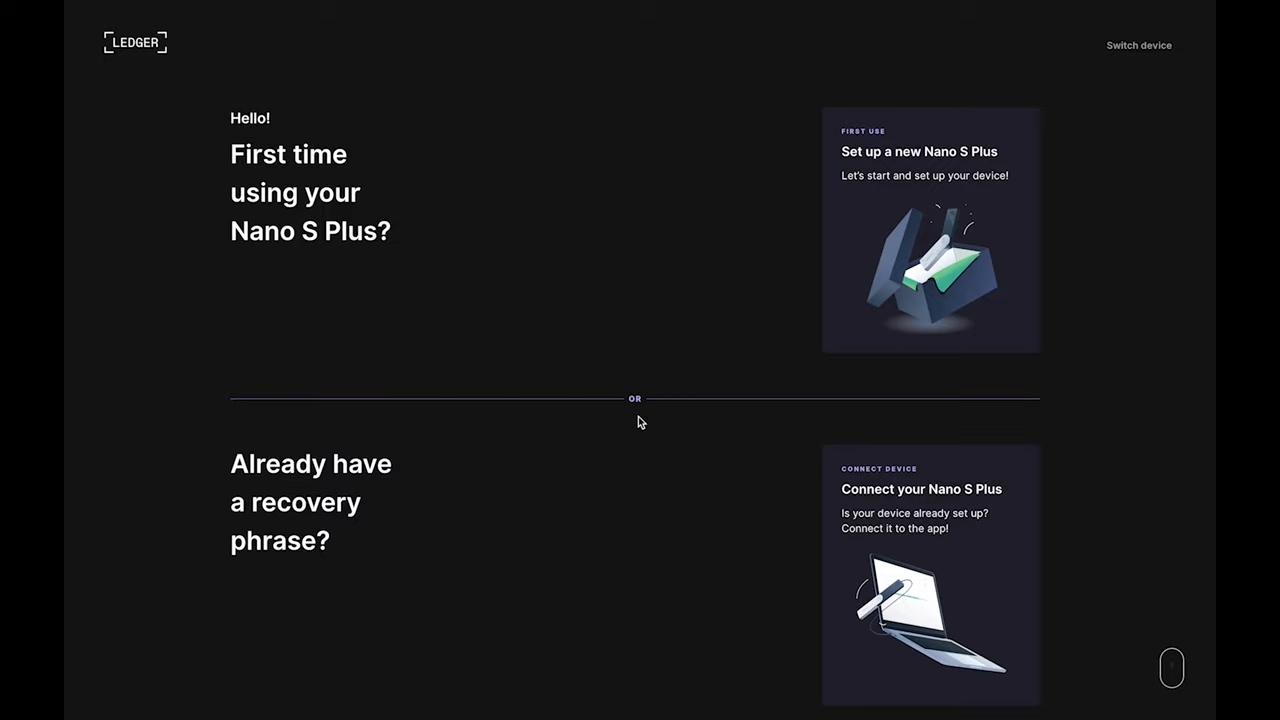 LEDGER
Switch device
Hello!
First time
using your
Nano S Plus?
FIRST USE
Set up a new Nano S Plus
Let's start and set up your device!
OR
Already have
a recovery
phrase?
CONNECT DEVICE
Connect your Nano S Plus
Is your device already set up?
Connect it to the app!